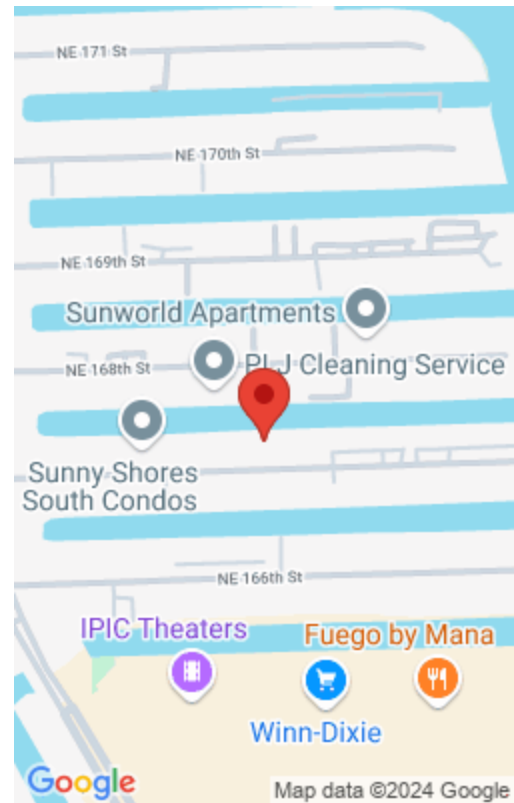 NE 171 St
NE 170th St
NE 169th St
Sunworld Apartments
NE 168th St
PLJ Cleaning Service
Sunny Shores
South Condos
NE 166th St
IPIC Theaters
Fuego by Mana
Winn-Dixie
Google
Map data ©2024 Google